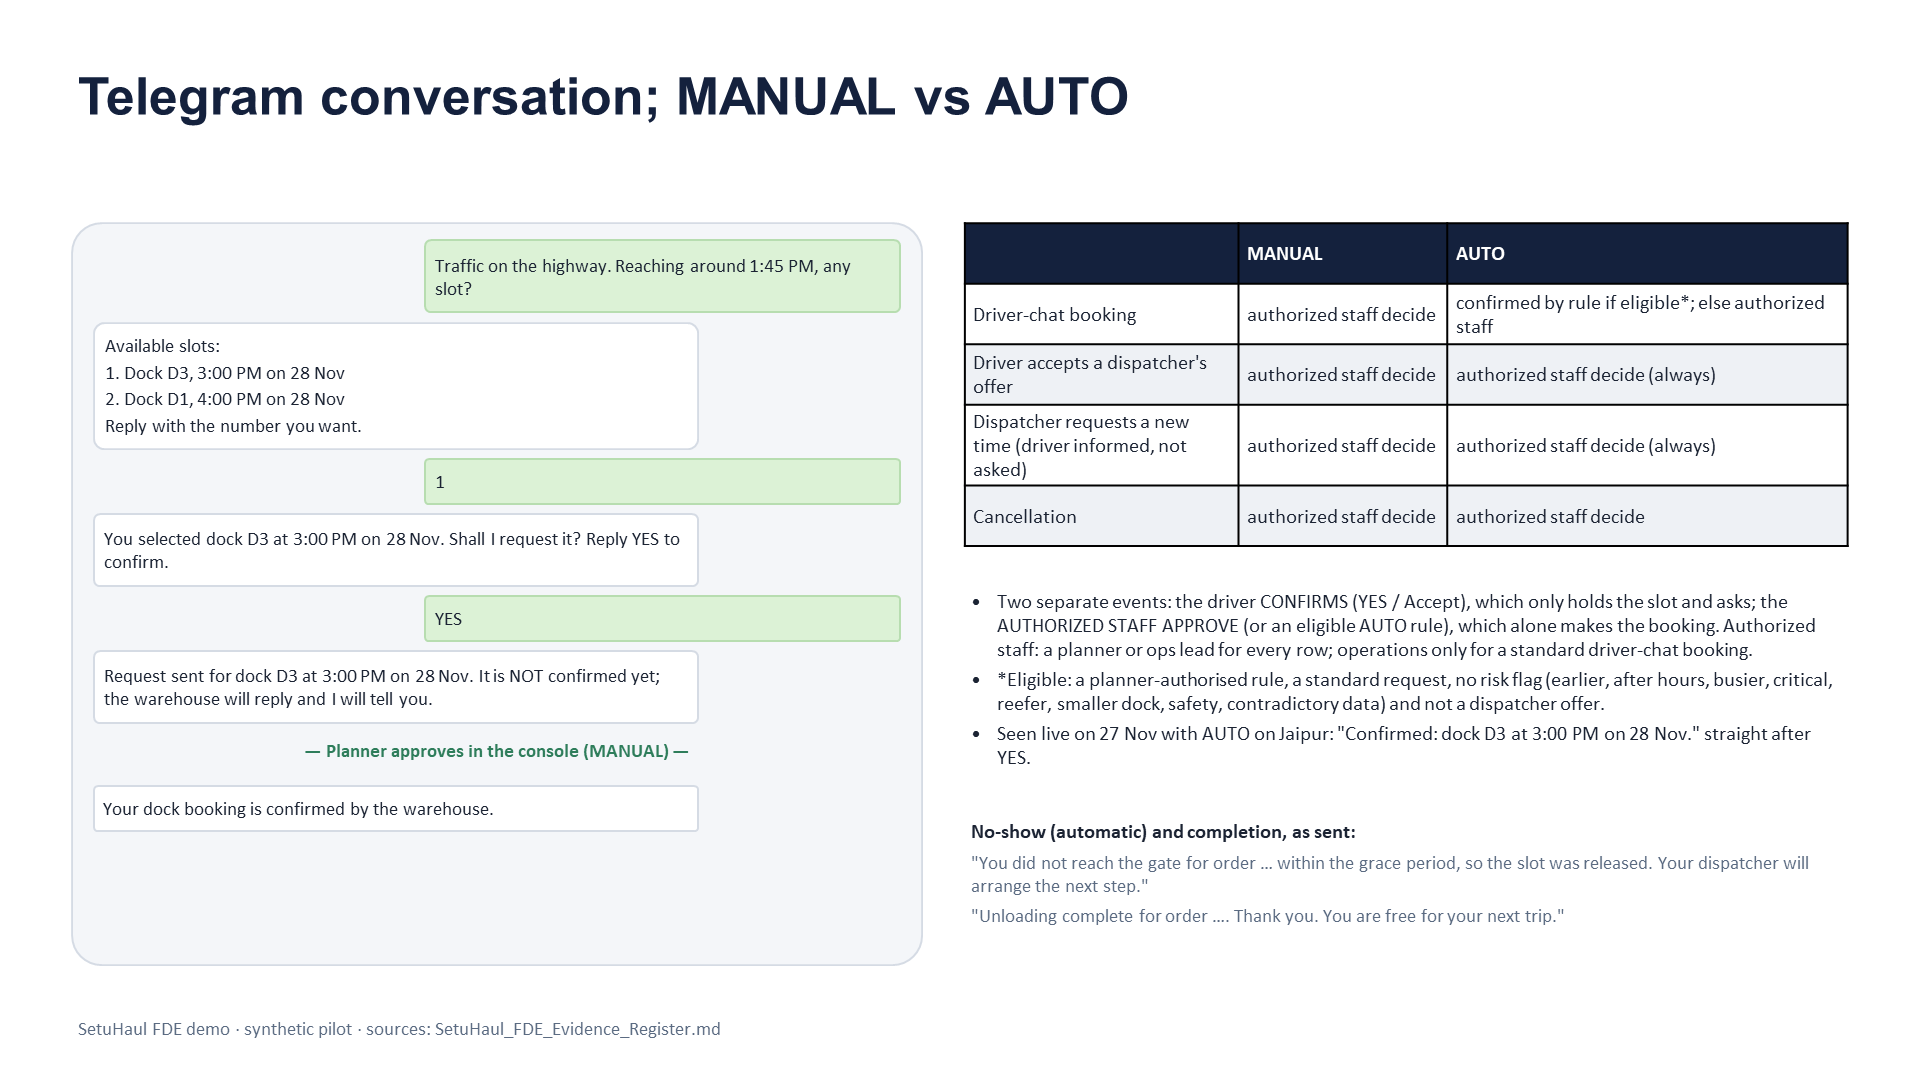 Telegram conversation; MANUAL vs AUTO
Traffic on the highway. Reaching around 1:45 PM, any
slot?
Available slots:
1. Dock D3, 3:00 PM on 28 Nov
2. Dock D1, 4:00 PM on 28 Nov
Reply with the number you want.
1
You selected dock D3 at 3:00 PM on 28 Nov. Shall I request it? Reply YES to
confirm.
YES
Request sent for dock D3 at 3:00 PM on 28 Nov. It is NOT confirmed yet;
the warehouse will reply and I will tell you.
— Planner approves in the console (MANUAL) —
Your dock booking is confirmed by the warehouse.
MANUAL
AUTO
Driver-chat booking
authorized staff decide
confirmed by rule if eligible*; else authorized
staff
Driver accepts a dispatcher's
offer
authorized staff decide
authorized staff decide (always)
Dispatcher requests a new
time (driver informed, not
asked)
authorized staff decide
authorized staff decide (always)
Cancellation
authorized staff decide
authorized staff decide
• Two separate events: the driver CONFIRMS (YES / Accept), which only holds the slot and asks; the
AUTHORIZED STAFF APPROVE (or an eligible AUTO rule), which alone makes the booking. Authorized
staff: a planner or ops lead for every row; operations only for a standard driver-chat booking.
• *Eligible: a planner-authorised rule, a standard request, no risk flag (earlier, after hours, busier, critical,
reefer, smaller dock, safety, contradictory data) and not a dispatcher offer.
• Seen live on 27 Nov with AUTO on Jaipur: "Confirmed: dock D3 at 3:00 PM on 28 Nov." straight after
YES.
No-show (automatic) and completion, as sent:
"You did not reach the gate for order … within the grace period, so the slot was released. Your dispatcher will
arrange the next step."
"Unloading complete for order …. Thank you. You are free for your next trip."
SetuHaul FDE demo · synthetic pilot · sources: SetuHaul_FDE_Evidence_Register.md